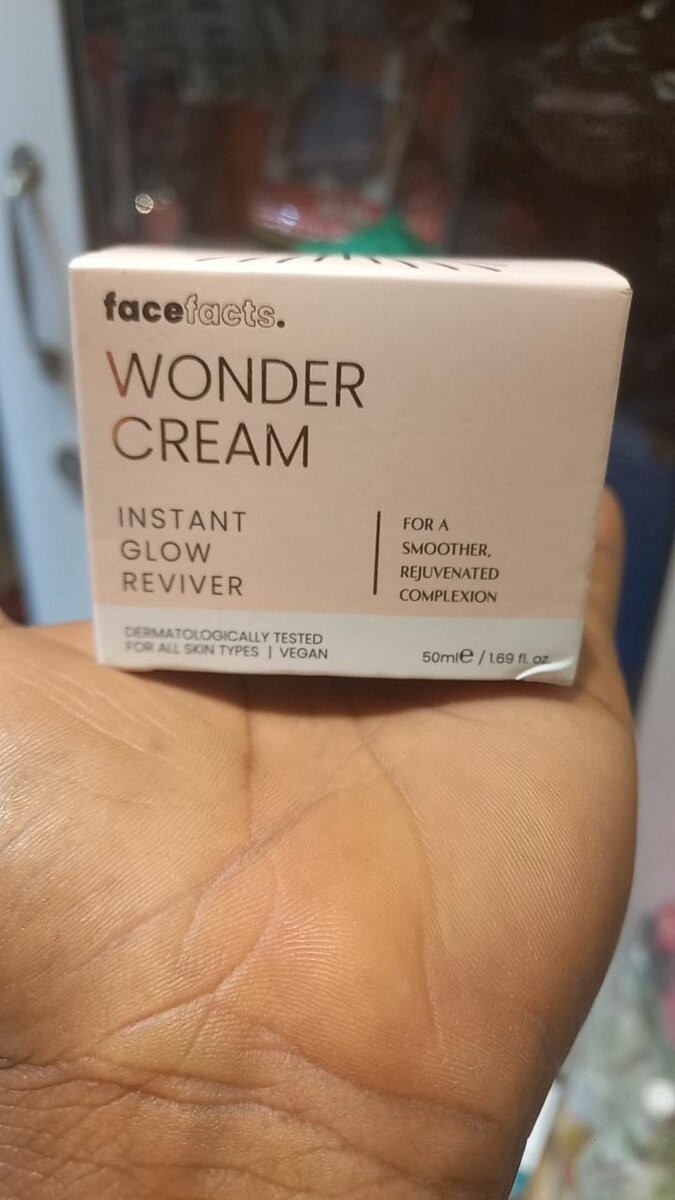 facefacts.
WONDER
CREAM
INSTANT
GLOW
REVIVER
FOR A
SMOOTHER,
REJUVENATED
COMPLEXION
DERMATOLOGICALLY TESTED
FOR ALL SKIN TYPES | VEGAN
50ml℮ / 1.69 fl. oz